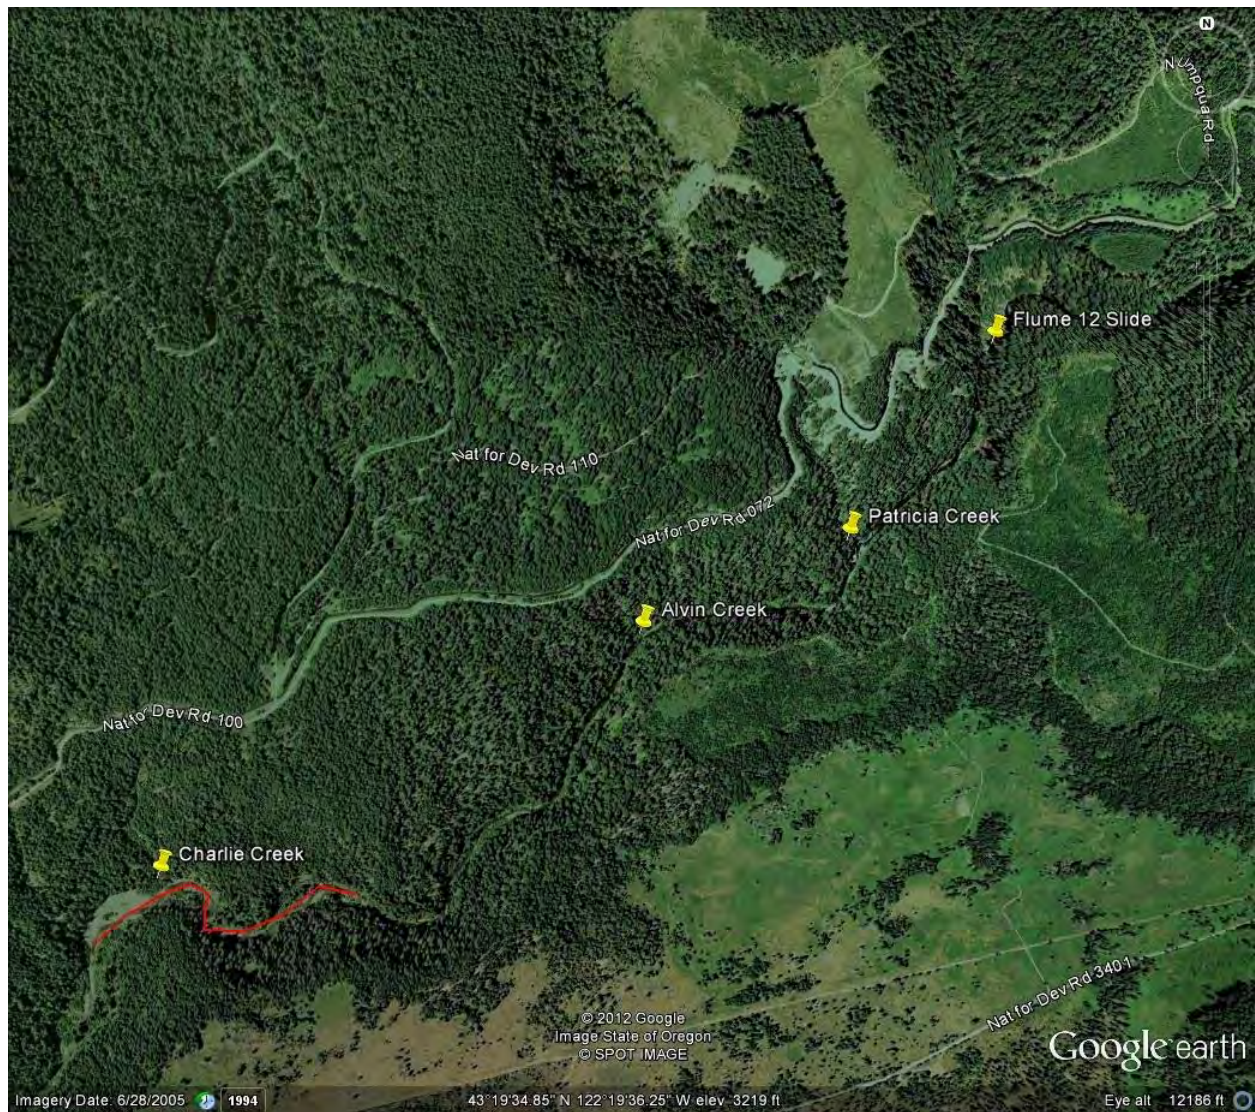 N
N Umpqua Rd
Flume 12 Slide
Nat for Dev Rd 110
Nat for Dev Rd 072
Patricia Creek
Alvin Creek
Nat for Dev Rd 100
Charlie Creek
Nat for Dev Rd 3401
© 2012 Google
Image State of Oregon
© SPOT IMAGE
Google earth
Imagery Date: 6/28/2005 1994 43°19'34.85" N 122°19'36.25" W elev 3219 ft Eye alt 12186 ft